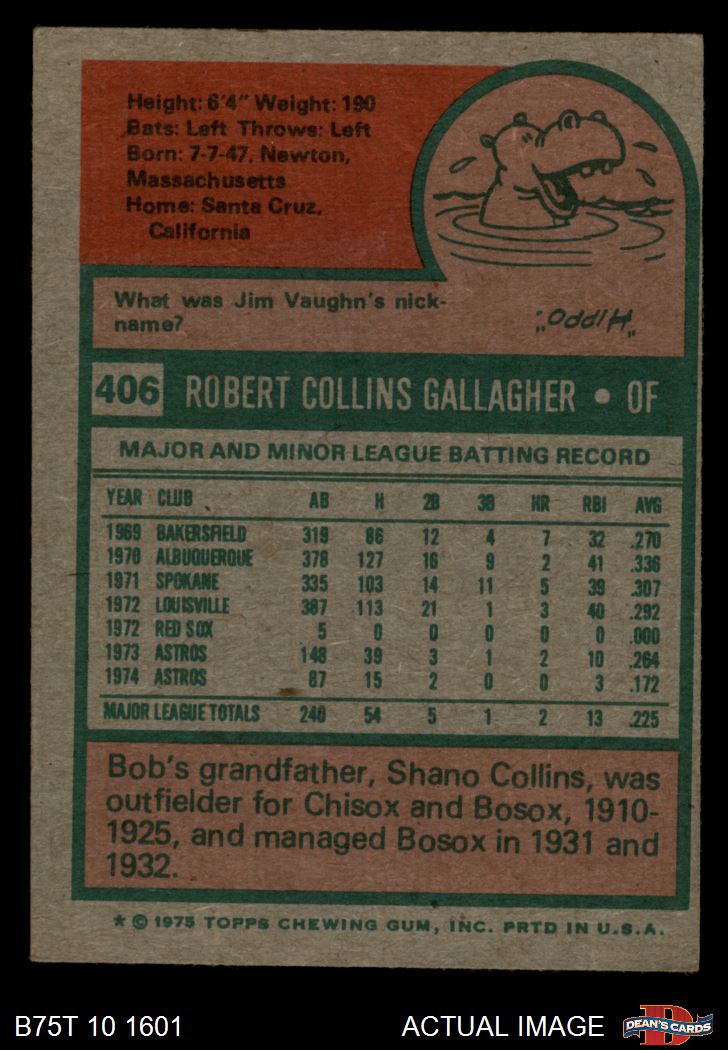 Height: 6'4" Weight: 190
Bats: Left Throws: Left
Born: 7-7-47, Newton,
Massachusetts
Home: Santa Cruz,
California
What was Jim Vaughn's nick-
name?
"Hippo."
406 ROBERT COLLINS GALLAGHER • OF
MAJOR AND MINOR LEAGUE BATTING RECORD
YEAR CLUB AB H 2B 3B HR RBI AVG
1969 BAKERSFIELD 319 86 12 4 7 32 .270
1970 ALBUQUERQUE 378 127 16 9 2 41 .336
1971 SPOKANE 335 103 14 11 5 39 .307
1972 LOUISVILLE 387 113 21 1 3 40 .292
1972 RED SOX 5 0 0 0 0 0 .000
1973 ASTROS 148 39 3 1 2 10 .264
1974 ASTROS 87 15 2 0 0 3 .172
MAJOR LEAGUE TOTALS 240 54 5 1 2 13 .225
Bob's grandfather, Shano Collins, was
outfielder for Chisox and Bosox, 1910-
1925, and managed Bosox in 1931 and
1932.
* © 1975 TOPPS CHEWING GUM, INC. PRTD IN U.S.A.
B75T 10 1601 ACTUAL IMAGE
D
DEAN'S CARDS